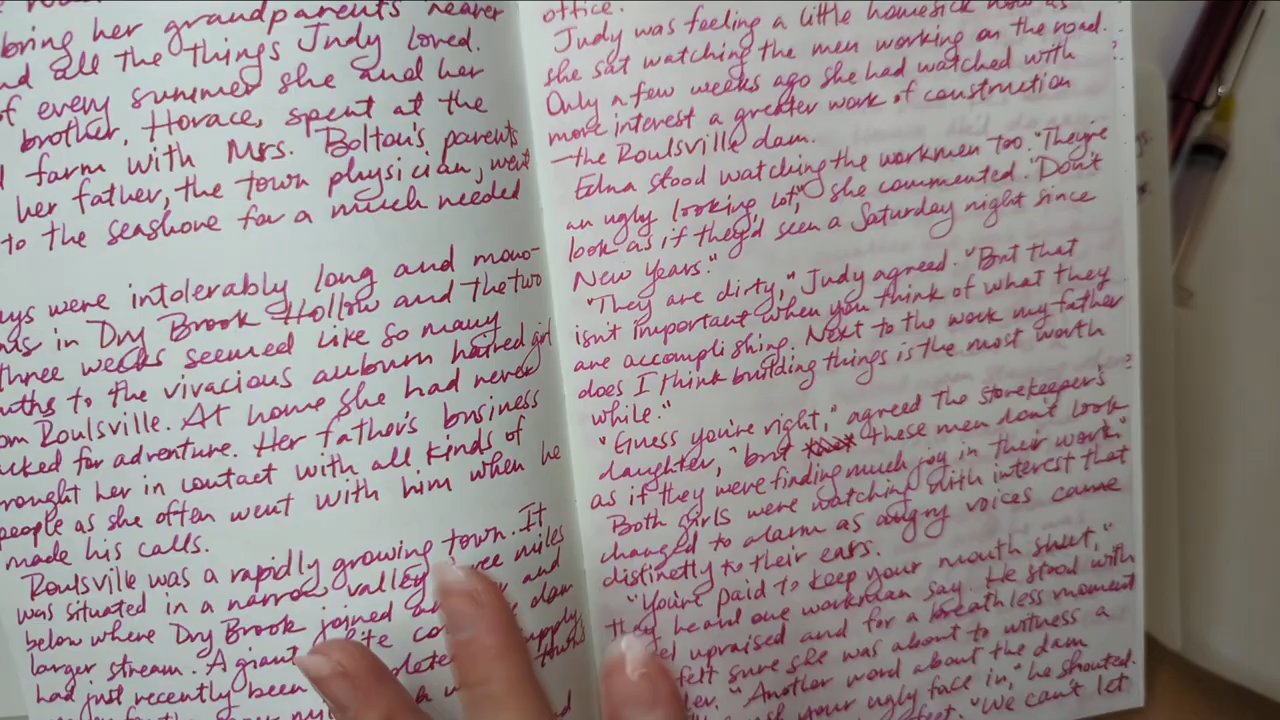 bring her grandparents nearer
and all the things Judy loved.
of every summer she and her
brother, Horace, spent at the
farm with Mrs. Bolton's parents
her father, the town physician, went
to the seashore for a much needed
were intolerably long and mono-
in Dry Brook Hollow and the two
three weeks seemed like so many
to the vivacious auburn haired girl
Roulsville. At home she had never
for adventure. Her father's business
her in contact with all kinds of
people as she often went with him when he
made his calls.
Roulsville was a rapidly growing town. It
was situated in a narrow valley three miles
below where Dry Brook joined
larger stream. A giant dam
had just recently been
office.
Judy was feeling a little homesick now as
she sat watching the men working on the road.
Only a few weeks ago she had watched with
more interest a greater work of construction
—the Roulsville dam.
Edna stood watching the workmen too. "They're
an ugly looking lot," she commented. "Don't
look as if they'd seen a Saturday night since
New Years."
"They are dirty," Judy agreed. "But that
isn't important when you think of what they
are accomplishing. Next to the work my father
does I think building things is the most worth
while."
"Guess you're right," agreed the storekeeper's
daughter, "but these men don't look
as if they were finding much joy in their work."
Both girls were watching with interest that
changed to alarm as angry voices came
distinctly to their ears.
"You're paid to keep your mouth shut,"
they heard one workman say. He stood with
upraised and for a breathless moment
felt sure she was about to witness a
"Another word about the dam
your ugly face in," he shouted.
"We can't let